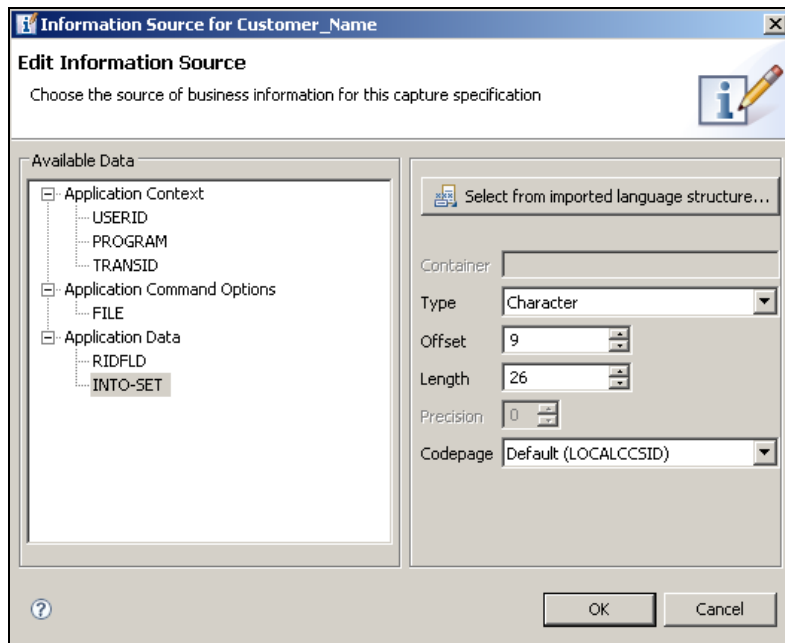 Information Source for Customer_Name
Edit Information Source
Choose the source of business information for this capture specification
Available Data
Application Context
USERID
PROGRAM
TRANSID
Application Command Options
FILE
Application Data
RIDFLD
INTO-SET
Select from imported language structure...
Container
Type Character
Offset 9
Length 26
Precision 0
Codepage Default (LOCALCCSID)
OK Cancel